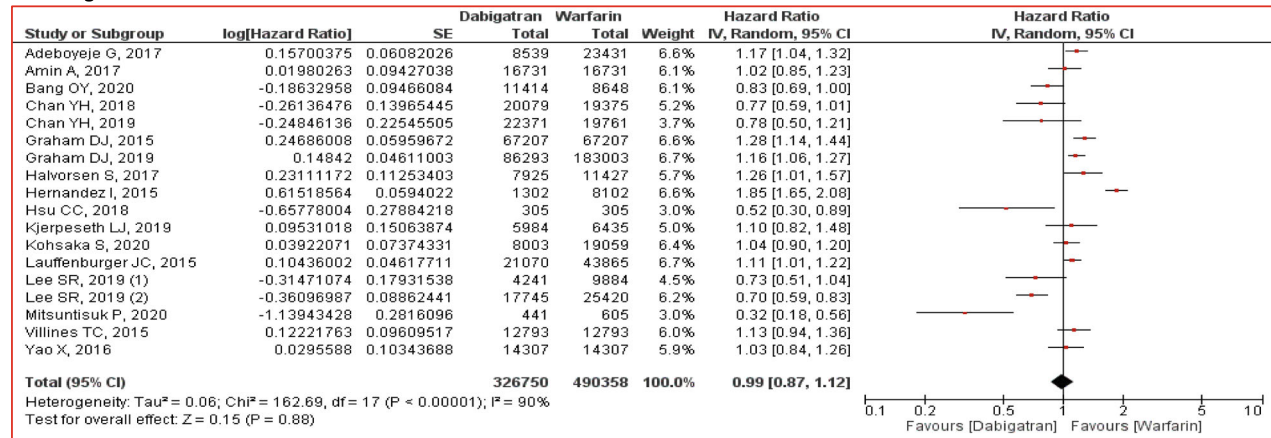 Dabigatran Warfarin Hazard Ratio Hazard Ratio
Study or Subgroup log[Hazard Ratio] SE Total Total Weight IV, Random, 95% CI IV, Random, 95% CI
Adeboyeje G, 2017 0.15700375 0.06082026 8539 23431 6.6% 1.17 [1.04, 1.32]
Amin A, 2017 0.01980263 0.09427038 16731 16731 6.1% 1.02 [0.85, 1.23]
Bang OY, 2020 -0.18632958 0.09466084 11414 8648 6.1% 0.83 [0.69, 1.00]
Chan YH, 2018 -0.26136476 0.13965445 20079 19375 5.2% 0.77 [0.59, 1.01]
Chan YH, 2019 -0.24846136 0.22545505 22371 19761 3.7% 0.78 [0.50, 1.21]
Graham DJ, 2015 0.24686008 0.05959672 67207 67207 6.6% 1.28 [1.14, 1.44]
Graham DJ, 2019 0.14842 0.04611003 86293 183003 6.7% 1.16 [1.06, 1.27]
Halvorsen S, 2017 0.23111172 0.11253403 7925 11427 5.8% 1.26 [1.01, 1.57]
Hernandez I, 2015 0.61518564 0.0594022 1302 8102 6.6% 1.85 [1.65, 2.08]
Hsu CC, 2018 -0.65778004 0.27884218 305 305 3.0% 0.52 [0.30, 0.89]
Kjerpeseth LJ, 2019 0.09531018 0.15063874 5984 6435 5.0% 1.10 [0.82, 1.48]
Kohsaka S, 2020 0.03922071 0.07374331 8003 19059 6.4% 1.04 [0.90, 1.20]
Lauffenburger JC, 2015 0.10436002 0.04617711 21070 43865 6.7% 1.11 [1.01, 1.22]
Lee SR, 2019 (1) -0.31471074 0.17931538 4241 9884 4.5% 0.73 [0.51, 1.04]
Lee SR, 2019 (2) -0.36096987 0.08862441 17745 25420 6.2% 0.70 [0.59, 0.83]
Mitsuntisuk P, 2020 -1.13943428 0.2816096 441 605 3.0% 0.32 [0.18, 0.56]
Villines TC, 2015 0.12221763 0.09609517 12793 12793 6.0% 1.13 [0.94, 1.36]
Yao X, 2016 0.0295588 0.10343688 14307 14307 5.9% 1.03 [0.84, 1.26]
Total (95% CI) 326750 490358 100.0% 0.99 [0.87, 1.12]
Heterogeneity: Tau² = 0.06; Chi² = 162.69, df = 17 (P < 0.00001); I² = 90%
Test for overall effect: Z = 0.15 (P = 0.88)
0.1 0.2 0.5 1 2 5 10
Favours [Dabigatran] Favours [Warfarin]